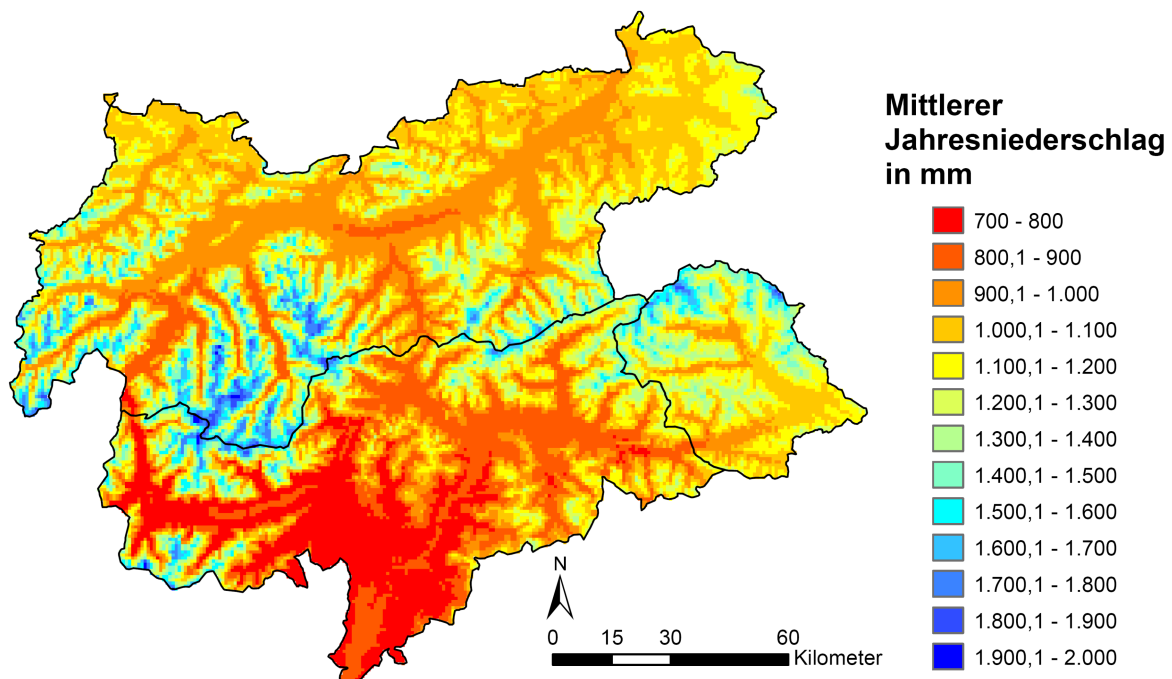 Mittlerer
Jahresniederschlag
in mm
700 - 800
800,1 - 900
900,1 - 1.000
1.000,1 - 1.100
1.100,1 - 1.200
1.200,1 - 1.300
1.300,1 - 1.400
1.400,1 - 1.500
1.500,1 - 1.600
1.600,1 - 1.700
1.700,1 - 1.800
1.800,1 - 1.900
1.900,1 - 2.000
N
0 15 30 60
Kilometer